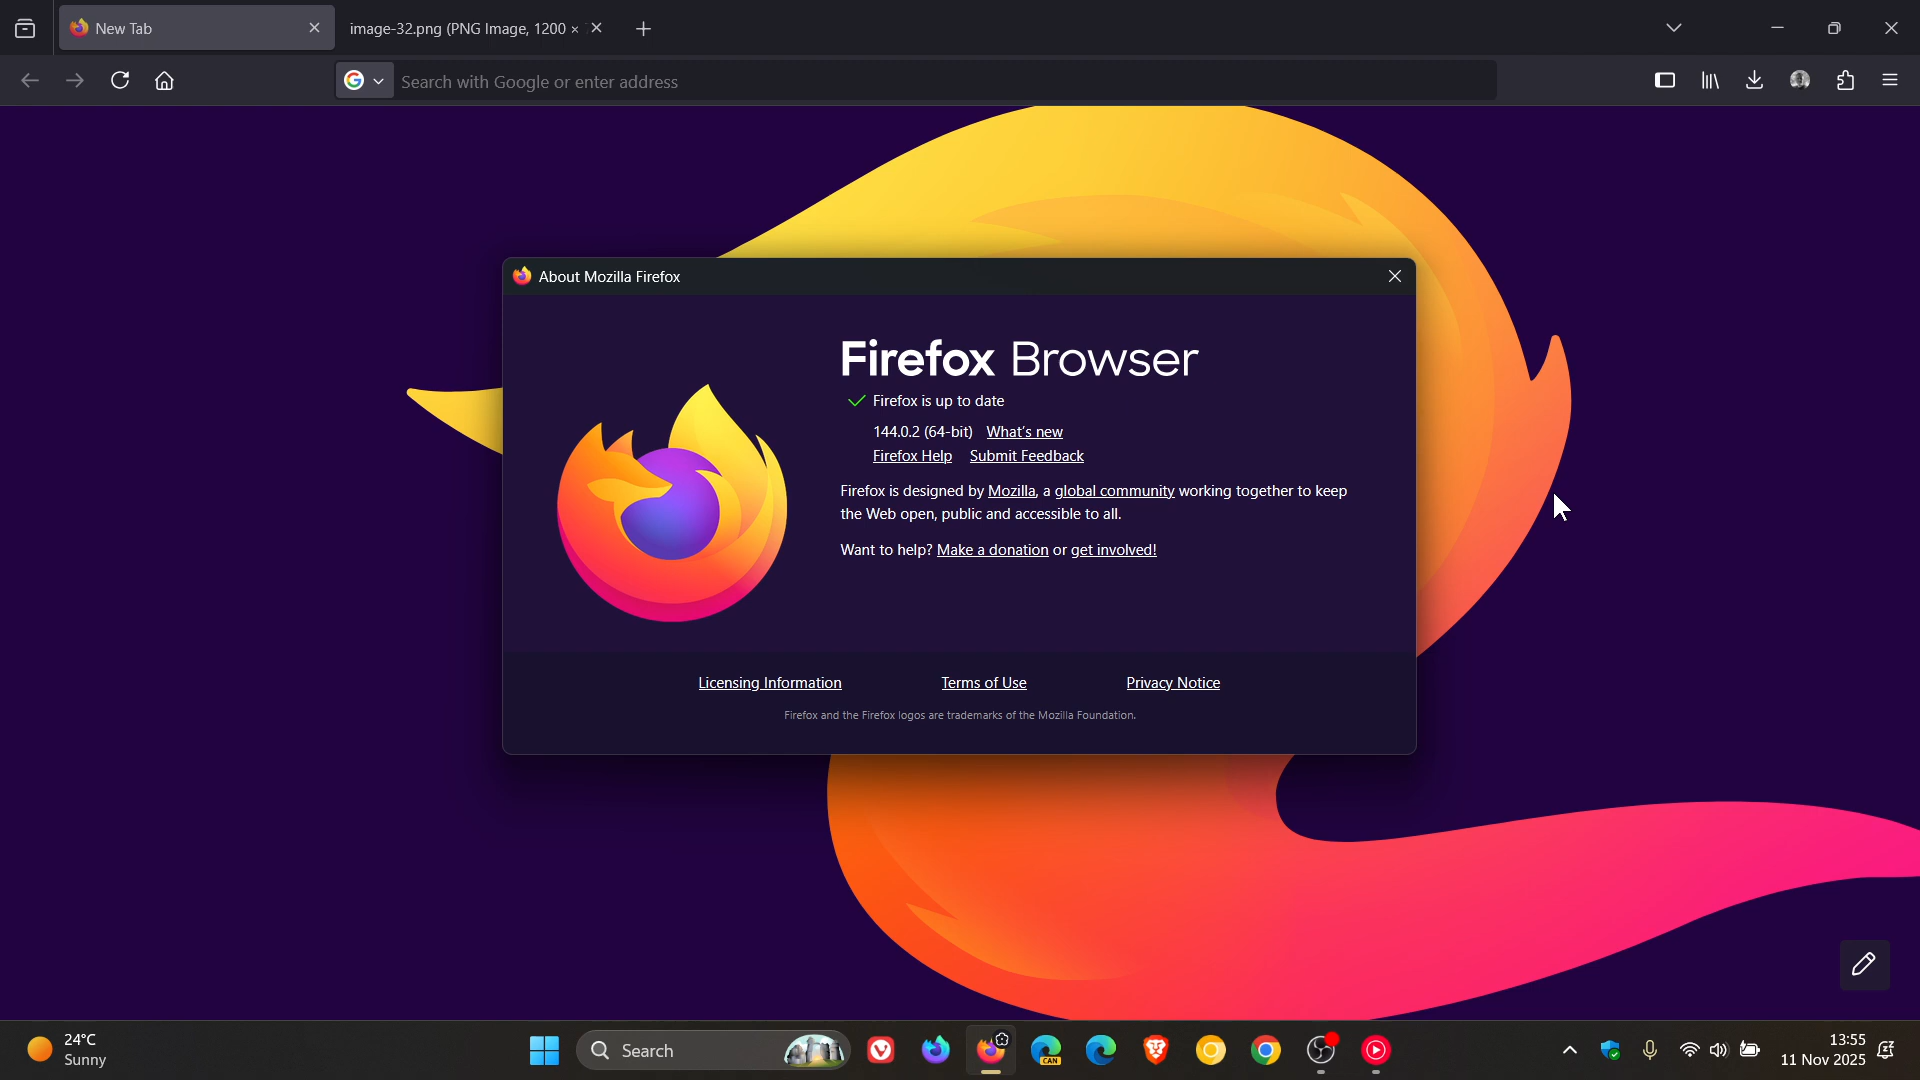 New Tab
image-32.png (PNG Image, 1200 ×
Search with Google or enter address
About Mozilla Firefox
Firefox Browser
Firefox is up to date
144.0.2 (64-bit) What's new
Firefox Help Submit Feedback
Firefox is designed by Mozilla, a global community working together to keep
the Web open, public and accessible to all.
Want to help? Make a donation or get involved!
Licensing Information Terms of Use Privacy Notice
Firefox and the Firefox logos are trademarks of the Mozilla Foundation.
24°C
Sunny
Search
CAN
13:55
11 Nov 2025